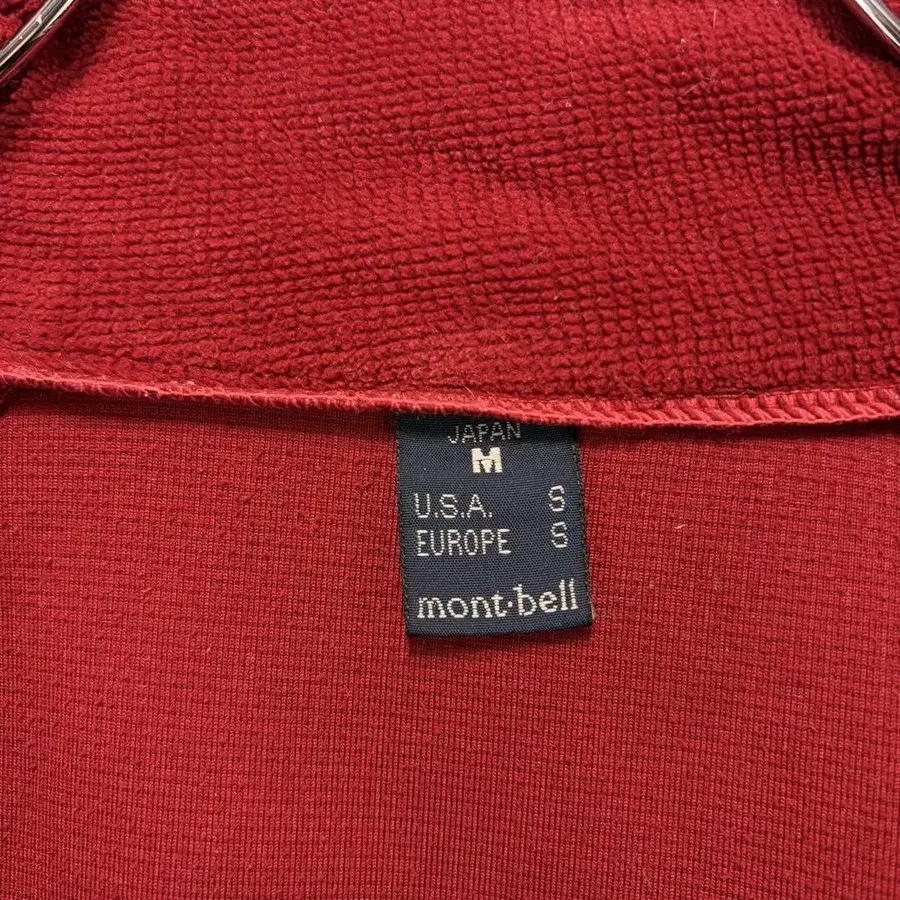 JAPAN
M
U.S.A. S
EUROPE S
mont·bell